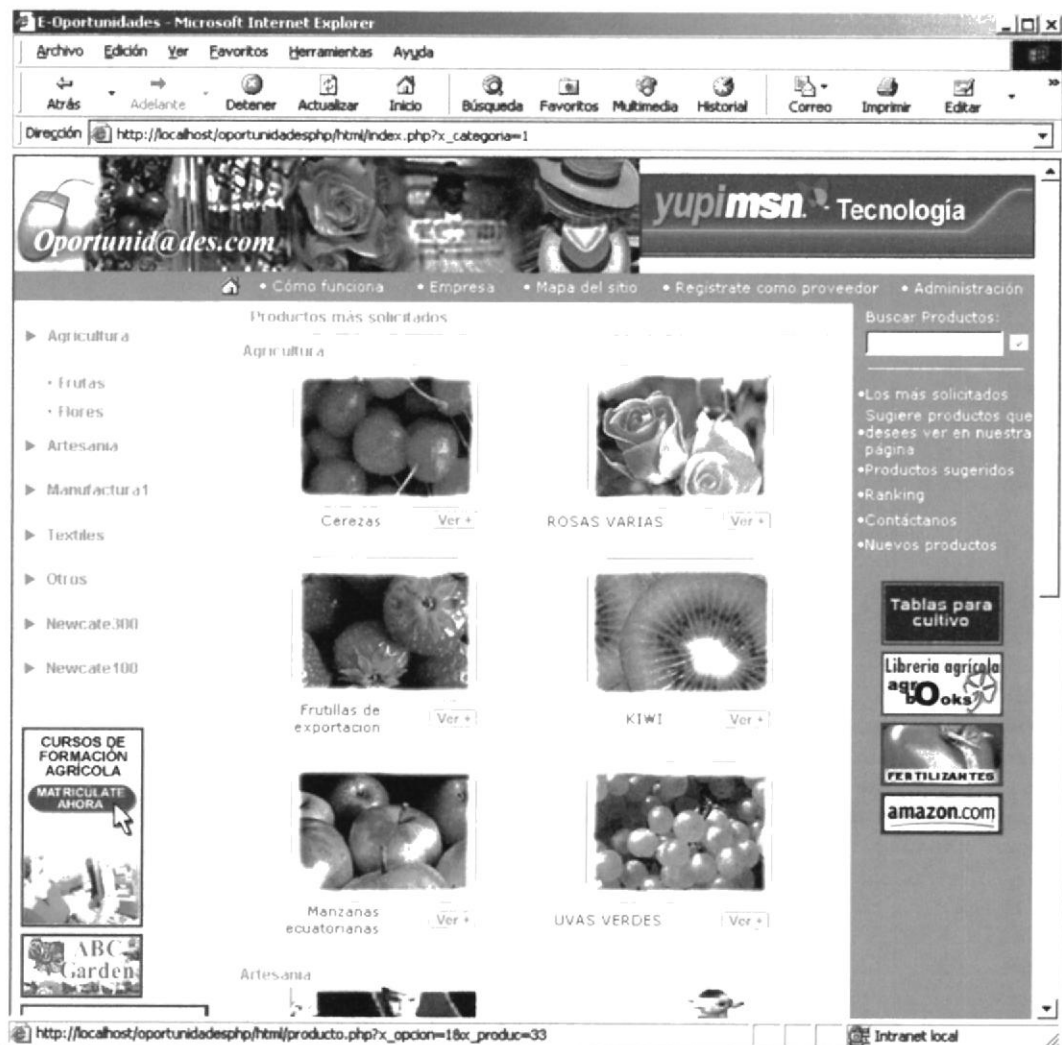 E-Oportunidades - Microsoft Internet Explorer
Archivo Edición Ver Favoritos Herramientas Ayuda
Atrás Adelante Detener Actualizar Inicio Búsqueda Favoritos Multimedia Historial Correo Imprimir Editar
Dirección http://localhost/oportunidadesphp/html/index.php?x_categoria=1
Oportunid@des.com
yupimsn. - Tecnología
• Cómo funciona • Empresa • Mapa del sitio • Registrate como proveedor • Administración
Agricultura
• Frutas
• Flores
Artesania
Manufactura1
Textiles
Otros
Newcate300
Newcate100
CURSOS DE
FORMACIÓN
AGRÍCOLA
MATRICULATE
AHORA
ABC
Garden
Productos más solicitados
Agricultura
Cerezas Ver +
ROSAS VARIAS Ver +
Frutillas de
exportacion Ver +
KIWI Ver +
Manzanas
ecuatorianas Ver +
UVAS VERDES Ver +
Artesania
Buscar Productos:
•Los más solicitados
Sugiere productos que
•desees ver en nuestra
página
•Productos sugeridos
•Ranking
•Contáctanos
•Nuevos productos
Tablas para
cultivo
Libreria agrícola
agr
bOoks
FERTILIZANTES
amazon.com
http://localhost/oportunidadesphp/html/producto.php?x_opcion=1&x_produc=33
Intranet local